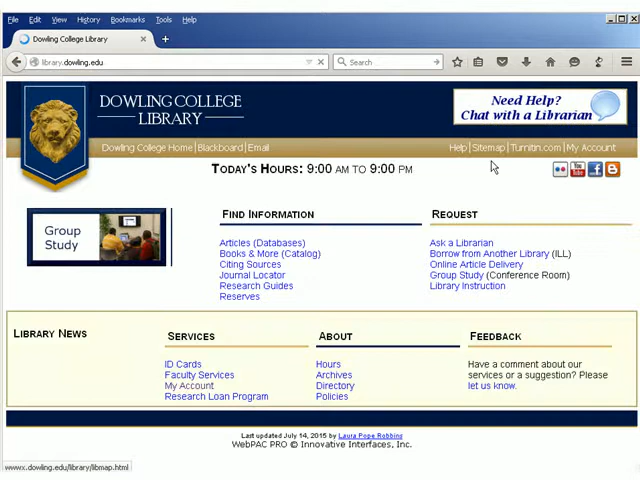 File Edit View History Bookmarks Tools Help
Dowling College Library
library.dowling.edu
Search
DOWLING COLLEGE
LIBRARY
Need Help?
Chat with a Librarian
Dowling College Home | Blackboard | Email
Help | Sitemap | Turnitin.com | My Account
TODAY'S HOURS: 9:00 AM TO 9:00 PM
You
Tube
Group
Study
FIND INFORMATION
Articles (Databases)
Books & More (Catalog)
Citing Sources
Journal Locator
Research Guides
Reserves
REQUEST
Ask a Librarian
Borrow from Another Library (ILL)
Online Article Delivery
Group Study (Conference Room)
Library Instruction
LIBRARY NEWS
SERVICES
ID Cards
Faculty Services
My Account
Research Loan Program
ABOUT
Hours
Archives
Directory
Policies
FEEDBACK
Have a comment about our
services or a suggestion? Please
let us know.
Last updated July 14, 2015 by Laura Pope Robbins
WebPAC PRO © Innovative Interfaces, Inc.
wwwx.dowling.edu/library/libmap.html